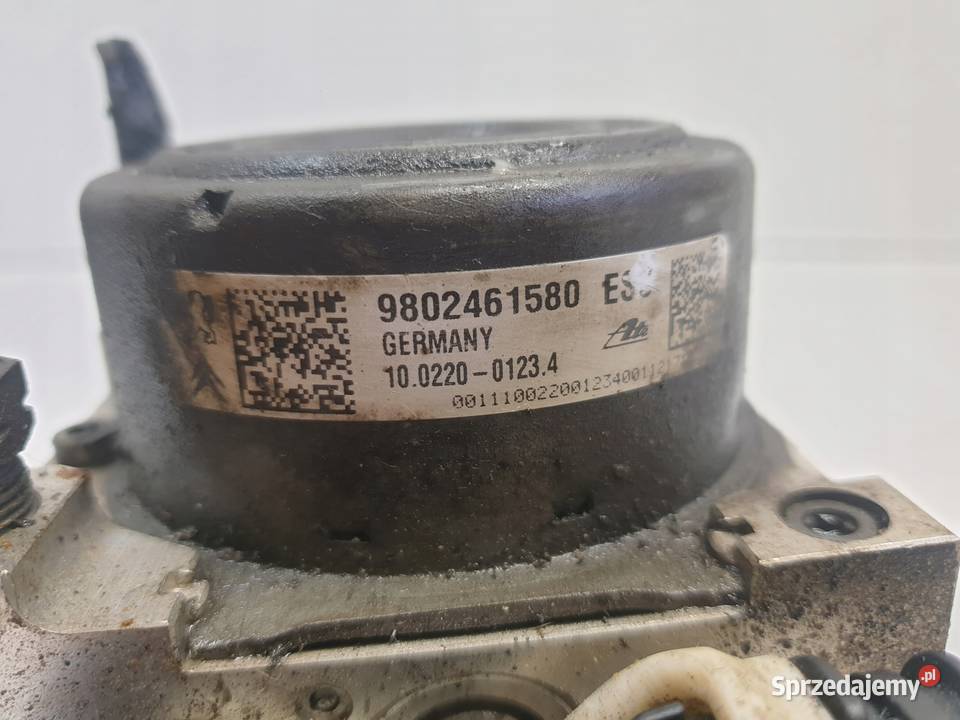 9802461580
GERMANY
Ate
10.0220-0123.4
Sprzedajemy.pl